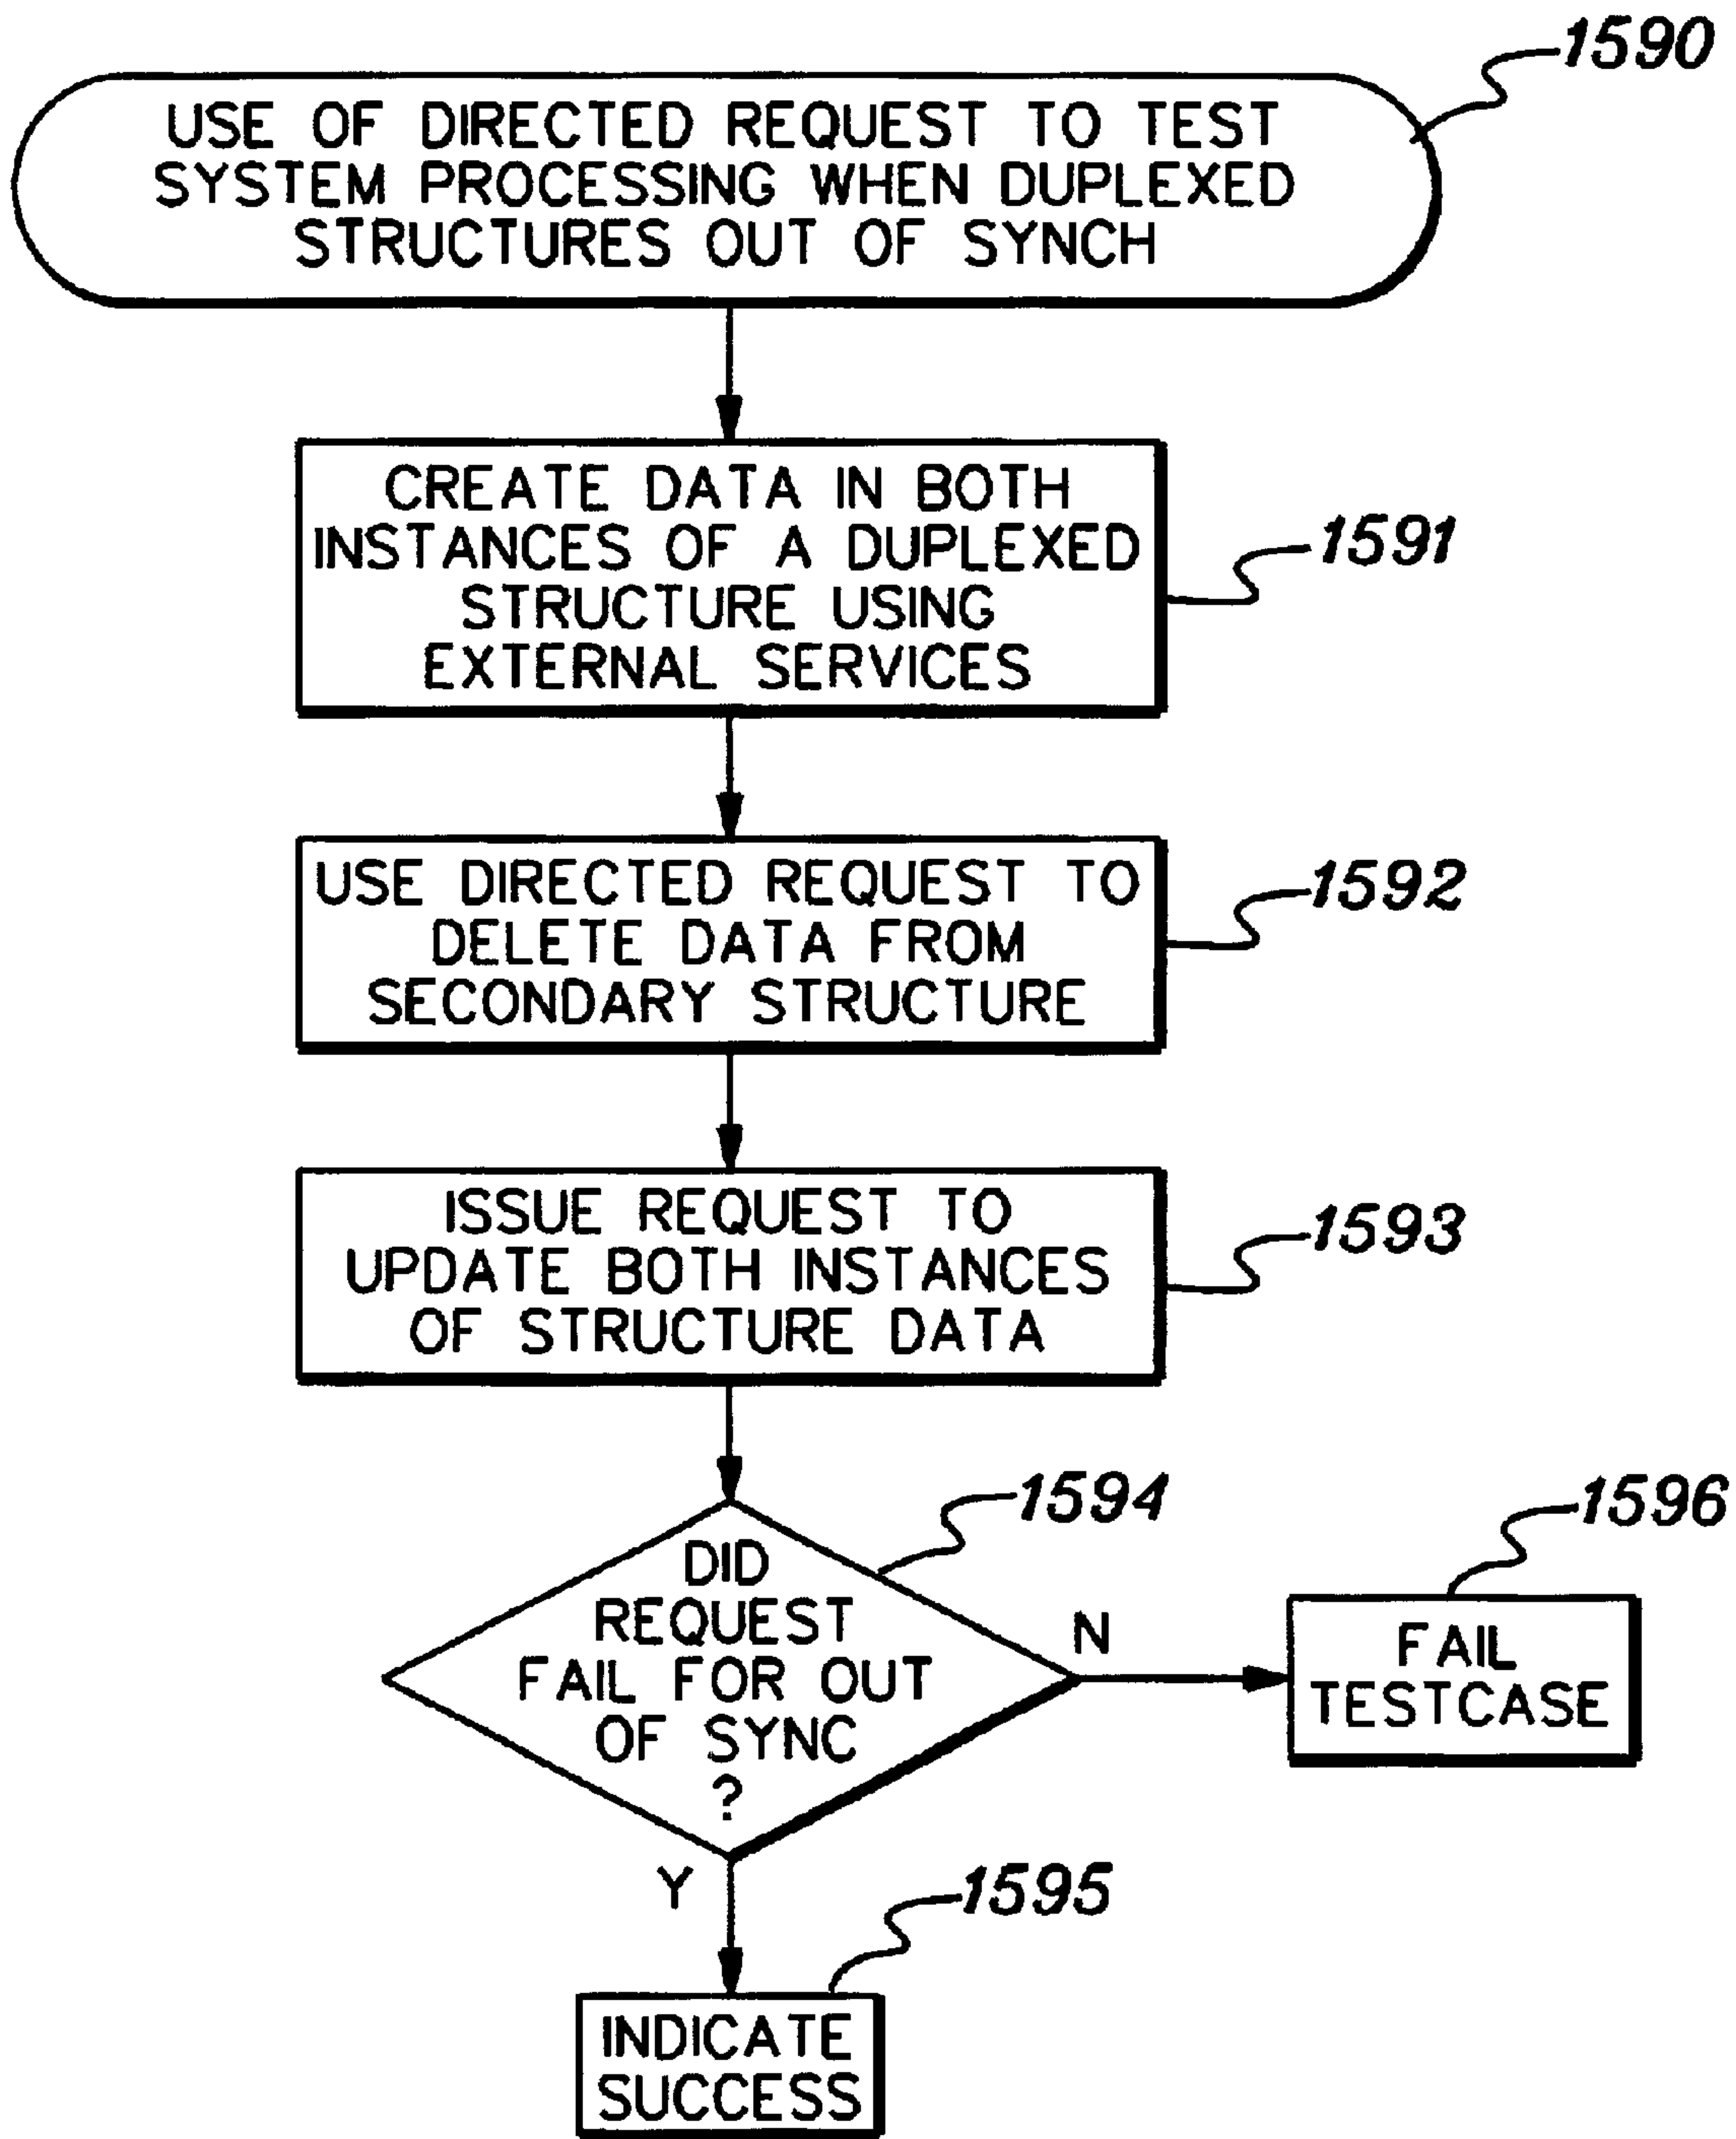 1590
USE OF DIRECTED REQUEST TO TEST
SYSTEM PROCESSING WHEN DUPLEXED
STRUCTURES OUT OF SYNCH
CREATE DATA IN BOTH
INSTANCES OF A DUPLEXED
STRUCTURE USING
EXTERNAL SERVICES
1591
USE DIRECTED REQUEST TO
DELETE DATA FROM
SECONDARY STRUCTURE
1592
ISSUE REQUEST TO
UPDATE BOTH INSTANCES
OF STRUCTURE DATA
1593
1594
DID
REQUEST
FAIL FOR OUT
OF SYNC
?
N
1596
FAIL
TESTCASE
Y
1595
INDICATE
SUCCESS